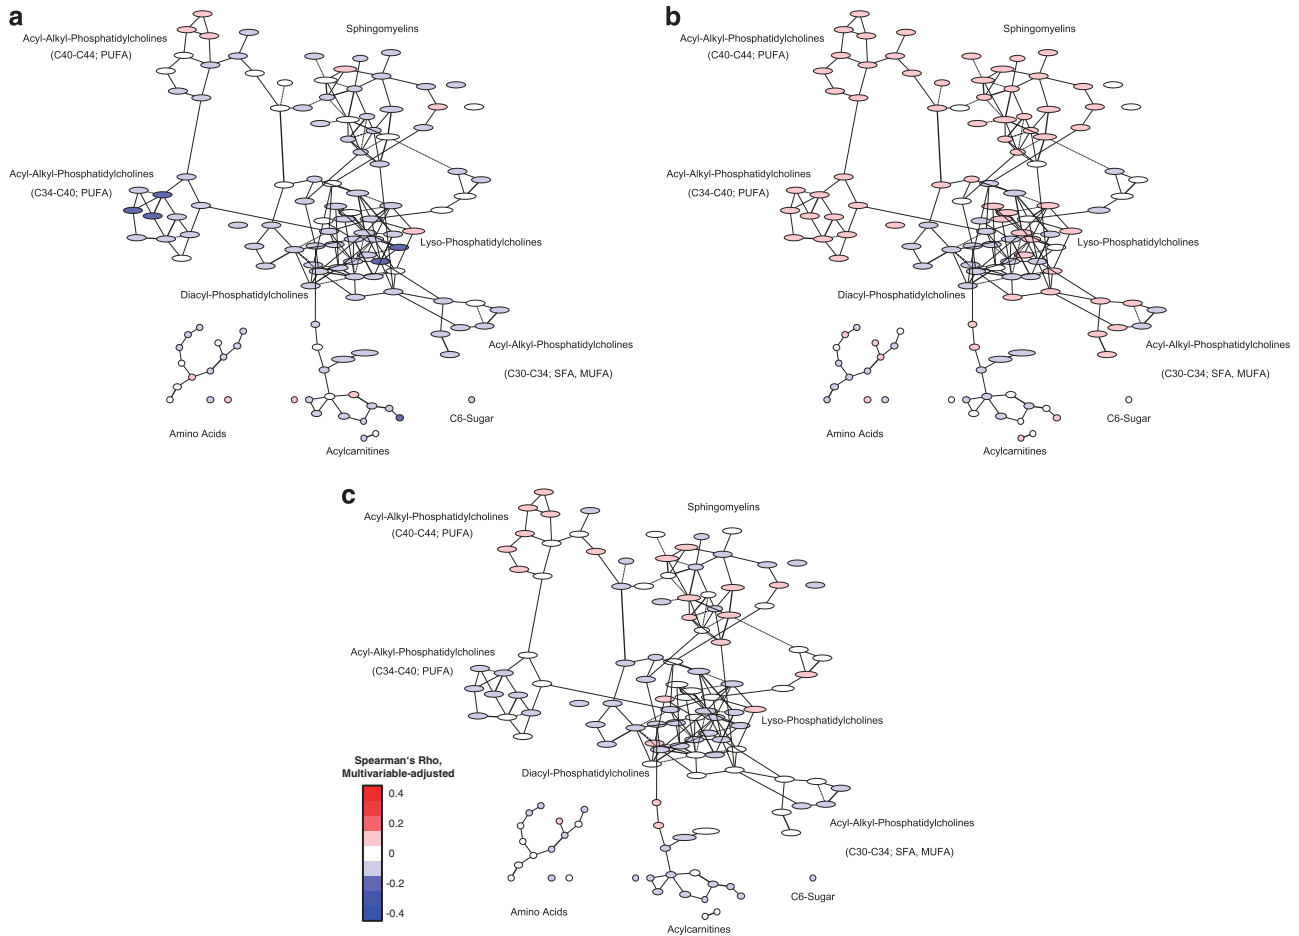 a
Acyl-Alkyl-Phosphatidylcholines
(C40-C44; PUFA)
Sphingomyelins
Acyl-Alkyl-Phosphatidylcholines
(C34-C40; PUFA)
Lyso-Phosphatidylcholines
Diacyl-Phosphatidylcholines
Acyl-Alkyl-Phosphatidylcholines
(C30-C34; SFA, MUFA)
C6-Sugar
Amino Acids
Acylcarnitines
b
Acyl-Alkyl-Phosphatidylcholines
(C40-C44; PUFA)
Sphingomyelins
Acyl-Alkyl-Phosphatidylcholines
(C34-C40; PUFA)
Lyso-Phosphatidylcholines
Diacyl-Phosphatidylcholines
Acyl-Alkyl-Phosphatidylcholines
(C30-C34; SFA, MUFA)
C6-Sugar
Amino Acids
Acylcarnitines
c
Acyl-Alkyl-Phosphatidylcholines
(C40-C44; PUFA)
Sphingomyelins
Acyl-Alkyl-Phosphatidylcholines
(C34-C40; PUFA)
Lyso-Phosphatidylcholines
Diacyl-Phosphatidylcholines
Acyl-Alkyl-Phosphatidylcholines
(C30-C34; SFA, MUFA)
C6-Sugar
Amino Acids
Acylcarnitines
Spearman‘s Rho,
Multivariable-adjusted
0.4
0.2
0
-0.2
-0.4